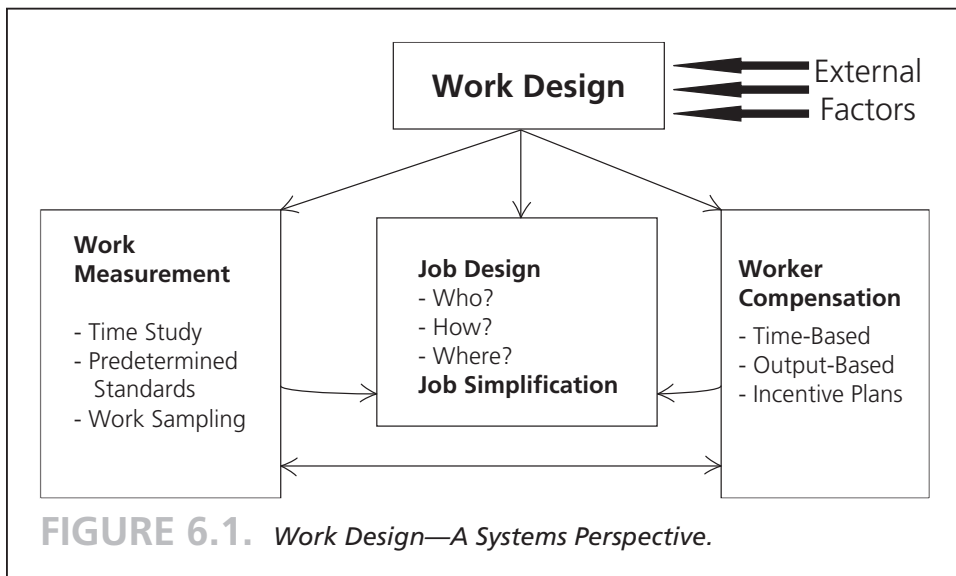 Work Design
External
Factors
Work
Measurement
- Time Study
- Predetermined
Standards
- Work Sampling
Job Design
- Who?
- How?
- Where?
Job Simplification
Worker
Compensation
- Time-Based
- Output-Based
- Incentive Plans
FIGURE 6.1. Work Design—A Systems Perspective.